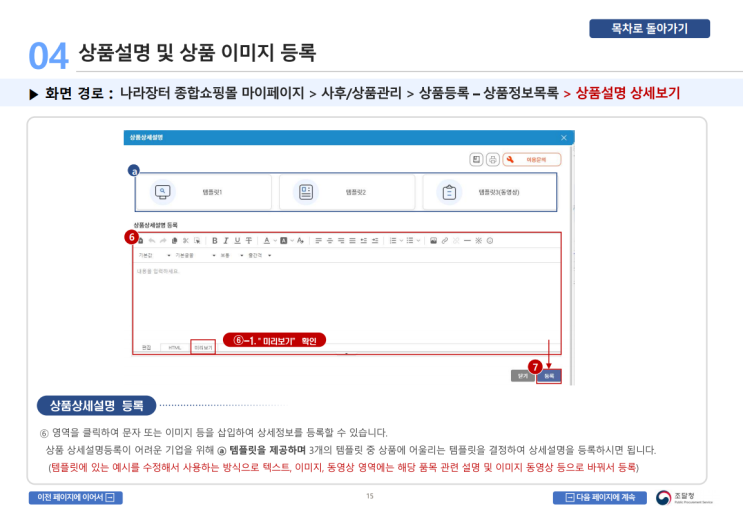 목차로 돌아가기
04 상품설명 및 상품 이미지 등록
▶ 화면 경로 : 나라장터 종합쇼핑몰 마이페이지 > 사후/상품관리 > 상품등록 – 상품정보목록 > 상품설명 상세보기
상품상세설명
ⓐ
템플릿1 템플릿2 템플릿3(동영상)
상품상세설명 등록
6
기본값 기본글꼴 보통 줄간격
내용을 입력하세요.
⑥-1. "미리보기" 확인
편집 HTML 미리보기
7
닫기 등록
상품상세설명 등록
⑥ 영역을 클릭하여 문자 또는 이미지 등을 삽입하여 상세정보를 등록할 수 있습니다.
상품 상세설명등록이 어려운 기업을 위해 ⓐ 템플릿을 제공하며 3개의 템플릿 중 상품에 어울리는 템플릿을 결정하여 상세설명을 등록하시면 됩니다.
(템플릿에 있는 예시를 수정해서 사용하는 방식으로 텍스트, 이미지, 동영상 영역에는 해당 품목 관련 설명 및 이미지 동영상 등으로 바꿔서 등록)
이전 페이지에 이어서
15
다음 페이지에 계속
조달청
Public Procurement Service